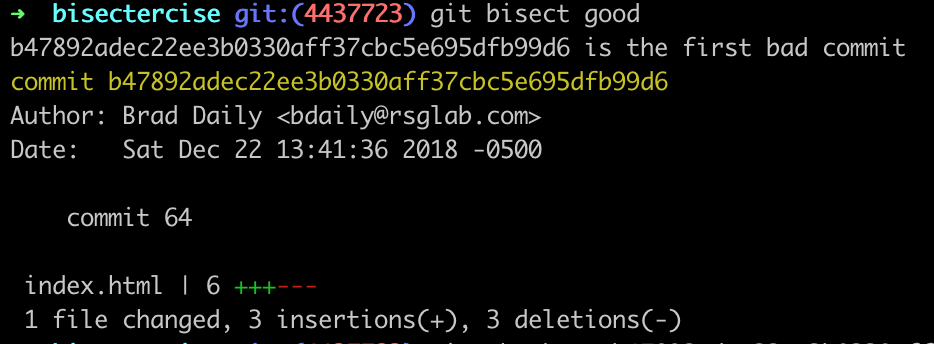 ➜ bisectercise git:(4437723) git bisect good
b47892adec22ee3b0330aff37cbc5e695dfb99d6 is the first bad commit
commit b47892adec22ee3b0330aff37cbc5e695dfb99d6
Author: Brad Daily <bdaily@rsglab.com>
Date:   Sat Dec 22 13:41:36 2018 -0500
commit 64
index.html | 6 +++---
1 file changed, 3 insertions(+), 3 deletions(-)